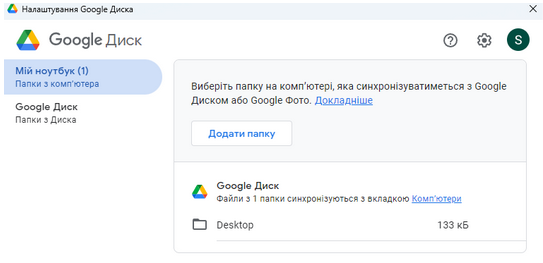 Налаштування Google Диска
Google Диск
S
Мій ноутбук (1)
Папки з комп'ютера
Google Диск
Папки з Диска
Виберіть папку на комп'ютері, яка синхронізуватиметься з Google
Диском або Google Фото. Докладніше
Додати папку
Google Диск
Файли з 1 папки синхронізуються з вкладкою Комп'ютери
Desktop 133 кБ